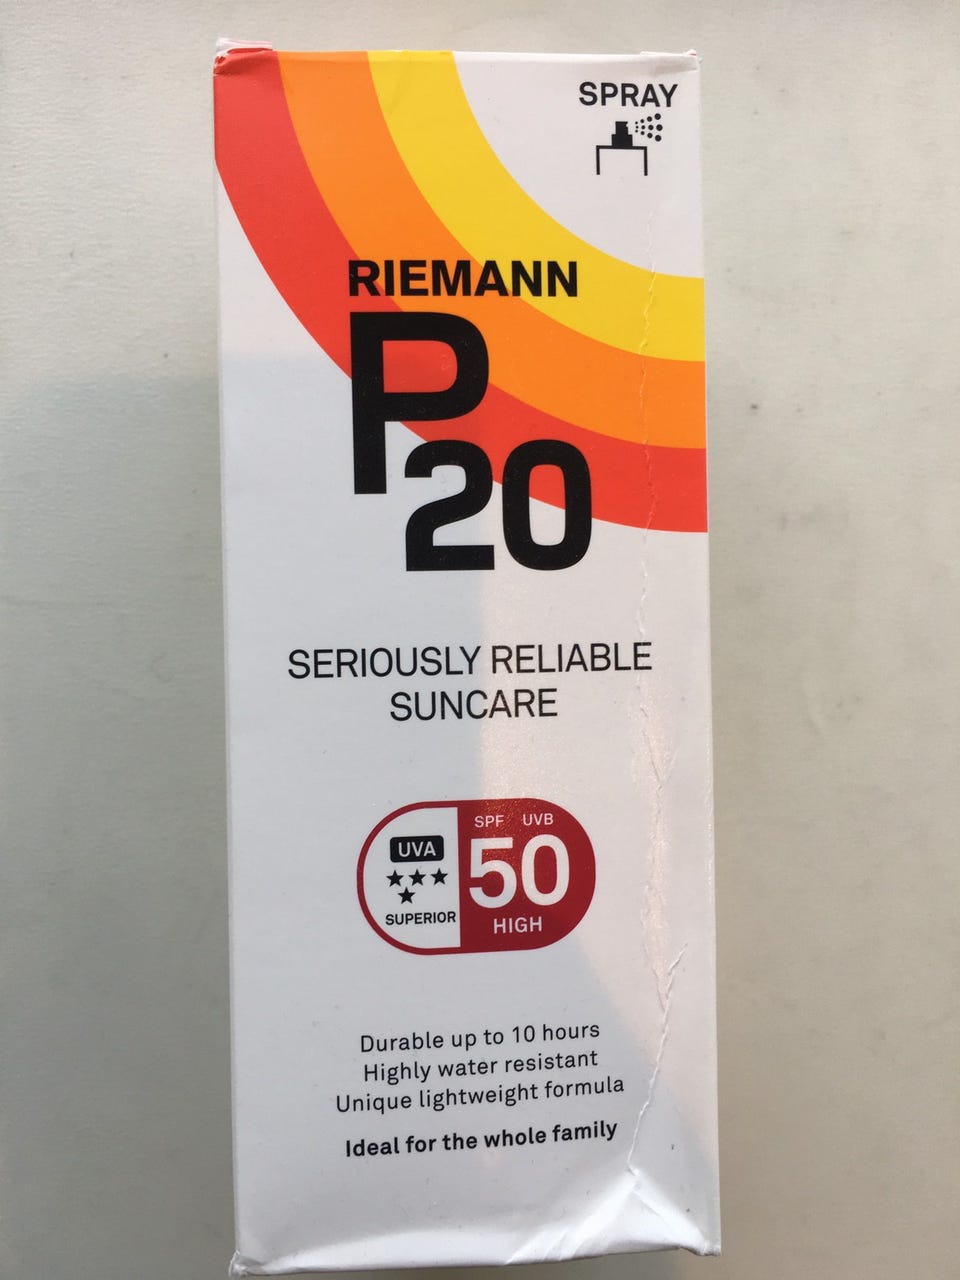 SPRAY
RIEMANN
P
20
SERIOUSLY RELIABLE
SUNCARE
UVA
SUPERIOR
SPF UVB
50
HIGH
Durable up to 10 hours
Highly water resistant
Unique lightweight formula
Ideal for the whole family